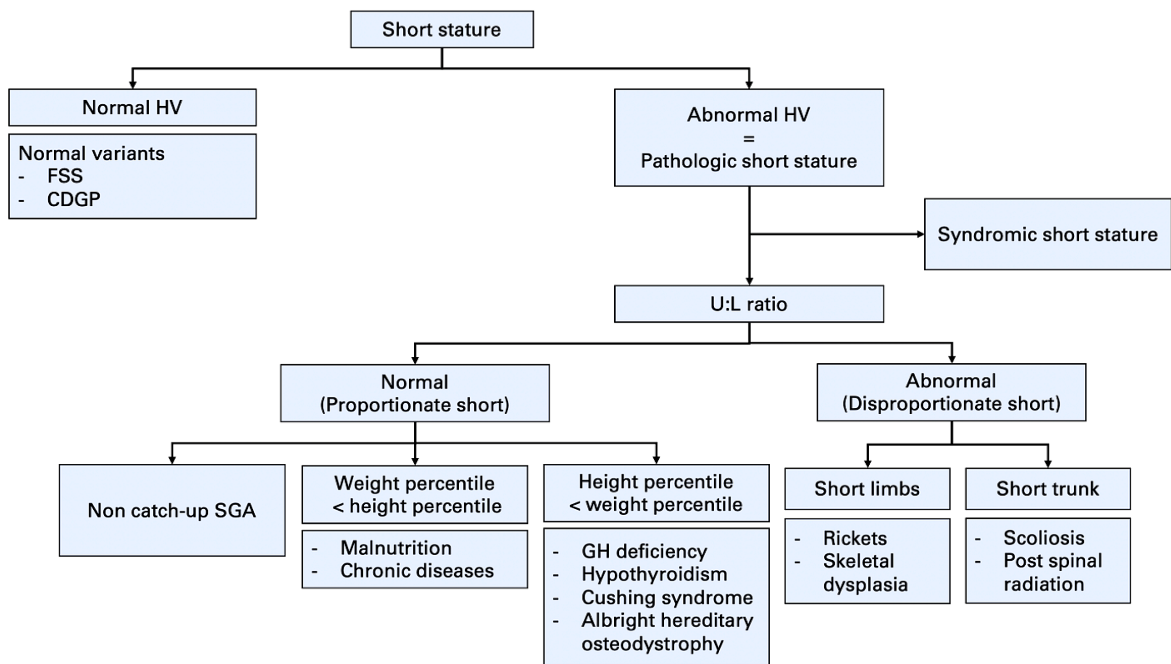 Short stature
Normal HV
Normal variants
- FSS
- CDGP
Abnormal HV
=
Pathologic short stature
Syndromic short stature
U:L ratio
Normal
(Proportionate short)
Abnormal
(Disproportionate short)
Non catch-up SGA
Weight percentile
< height percentile
- Malnutrition
- Chronic diseases
Height percentile
< weight percentile
- GH deficiency
- Hypothyroidism
- Cushing syndrome
- Albright hereditary
osteodystrophy
Short limbs
- Rickets
- Skeletal
dysplasia
Short trunk
- Scoliosis
- Post spinal
radiation